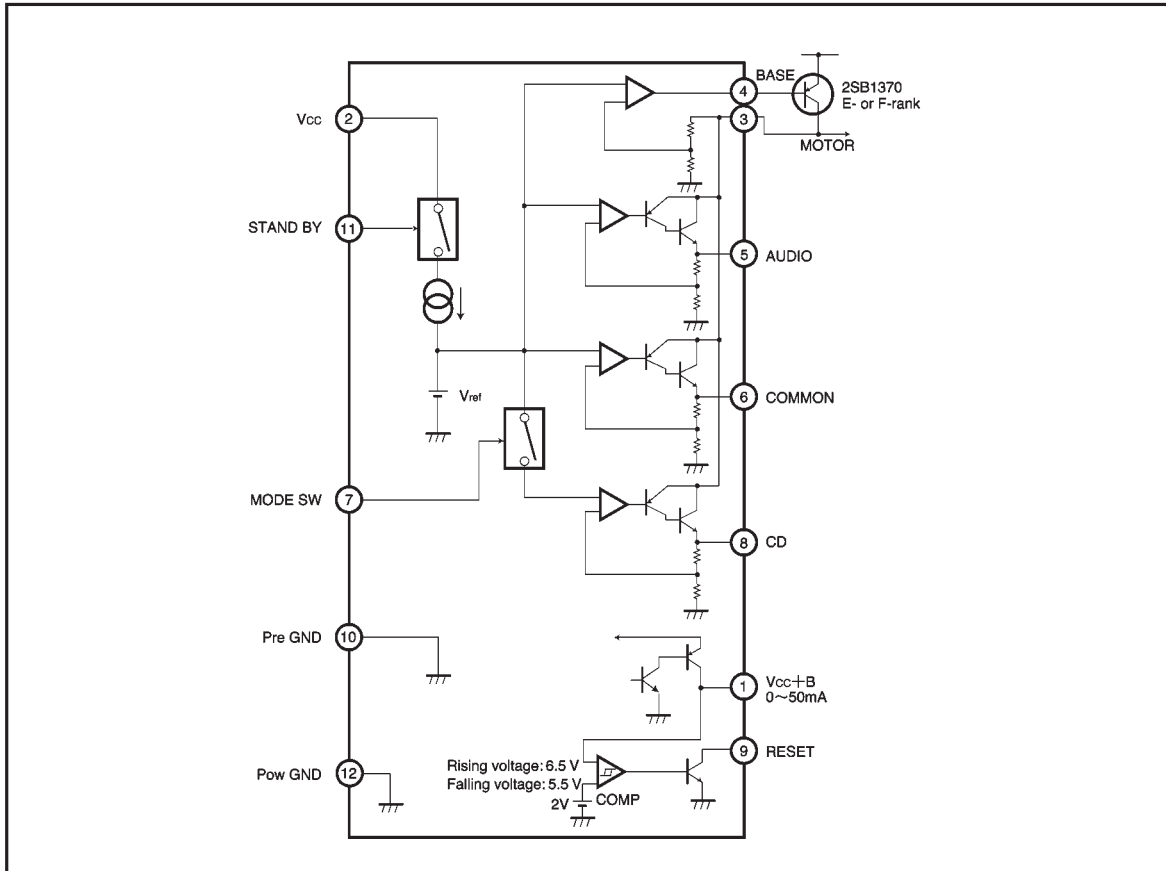 BASE
4
2SB1370
E- or F-rank
Vcc
2
3
MOTOR
STAND BY
11
5
AUDIO
Vref
6
COMMON
MODE SW
7
8
CD
Pre GND
10
1
Vcc+B
0~50mA
9
RESET
Rising voltage: 6.5 V
Falling voltage: 5.5 V
Pow GND
12
2V
COMP